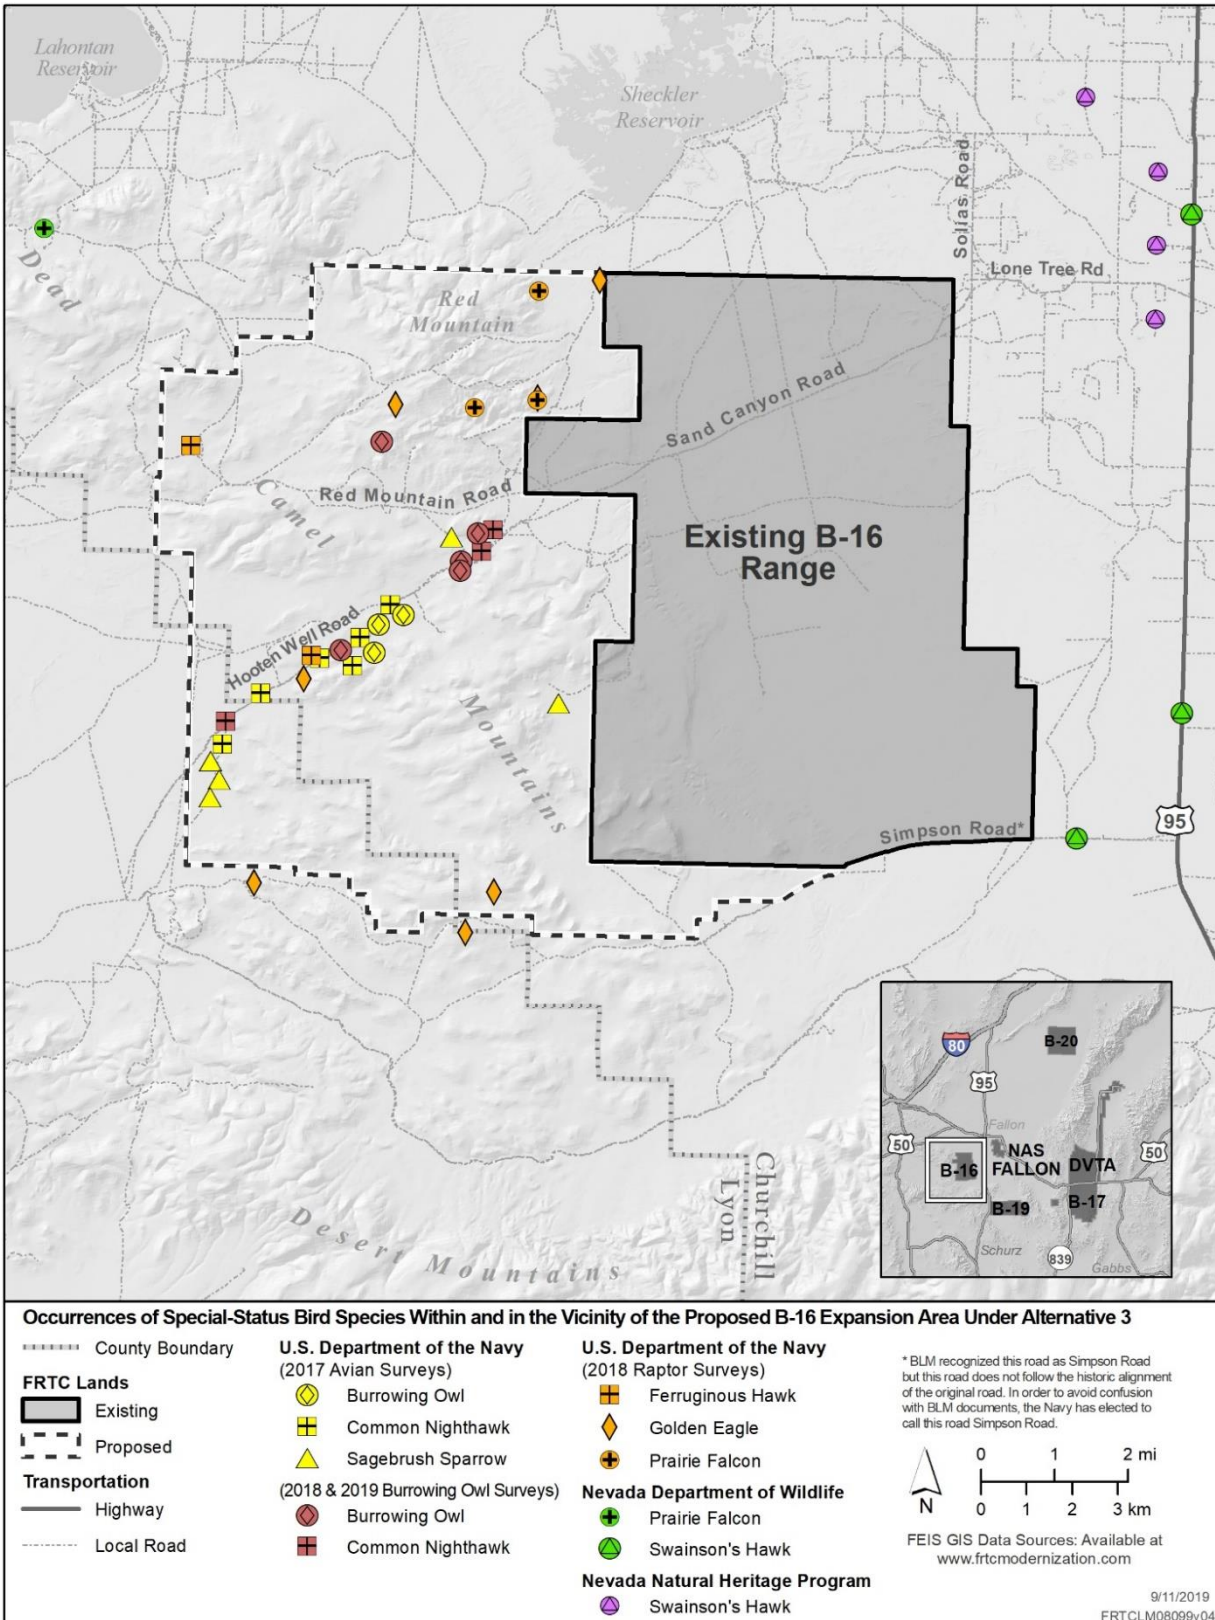 Lahontan
Reservoir
Sheckler
Reservoir
Solias Road
Lone Tree Rd
Dead
Red
Mountain
Sand Canyon Road
Red Mountain Road
Camel
Existing B-16
Range
Hooten Well Road
Mountains
Simpson Road*
95
80
B-20
95
Fallon
50
NAS
FALLON
DVTA
50
B-16
B-17
B-19
Schurz
839
Gabbs
Churchill
Lyon
Desert Mountains
Occurrences of Special-Status Bird Species Within and in the Vicinity of the Proposed B-16 Expansion Area Under Alternative 3
County Boundary
FRTC Lands
Existing
Proposed
Transportation
Highway
Local Road
U.S. Department of the Navy
(2017 Avian Surveys)
Burrowing Owl
Common Nighthawk
Sagebrush Sparrow
(2018 & 2019 Burrowing Owl Surveys)
Burrowing Owl
Common Nighthawk
U.S. Department of the Navy
(2018 Raptor Surveys)
Ferruginous Hawk
Golden Eagle
Prairie Falcon
Nevada Department of Wildlife
Prairie Falcon
Swainson's Hawk
Nevada Natural Heritage Program
Swainson's Hawk
* BLM recognized this road as Simpson Road
but this road does not follow the historic alignment
of the original road. In order to avoid confusion
with BLM documents, the Navy has elected to
call this road Simpson Road.
N
0 1 2 mi
0 1 2 3 km
FEIS GIS Data Sources: Available at
www.frtcmodernization.com
9/11/2019
FRTCLM08099v04